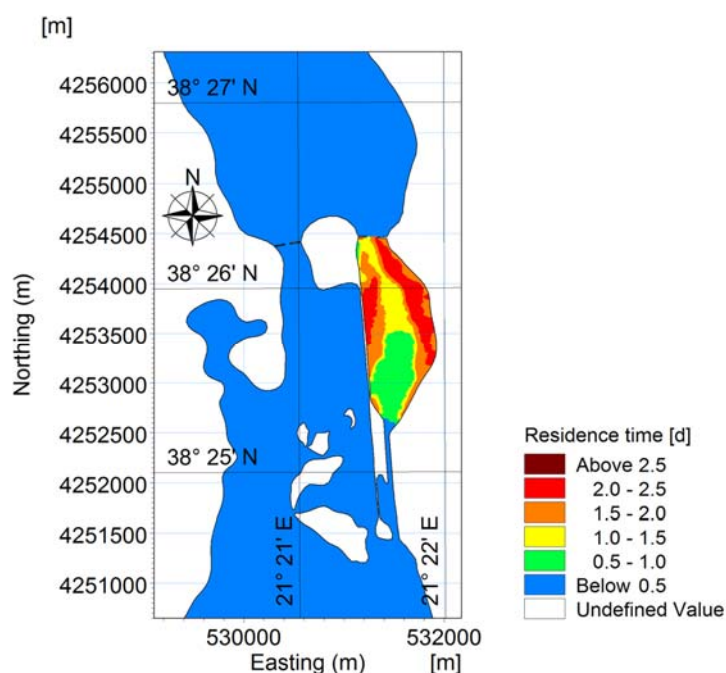 [m]
4256000
38° 27' N
4255500
4255000
N
4254500
38° 26' N
4254000
4253500
Northing (m)
4253000
4252500
38° 25' N
4252000
4251500
4251000
21° 21' E
21° 22' E
530000
532000
Easting (m)
[m]
Residence time [d]
Above 2.5
2.0 - 2.5
1.5 - 2.0
1.0 - 1.5
0.5 - 1.0
Below 0.5
Undefined Value